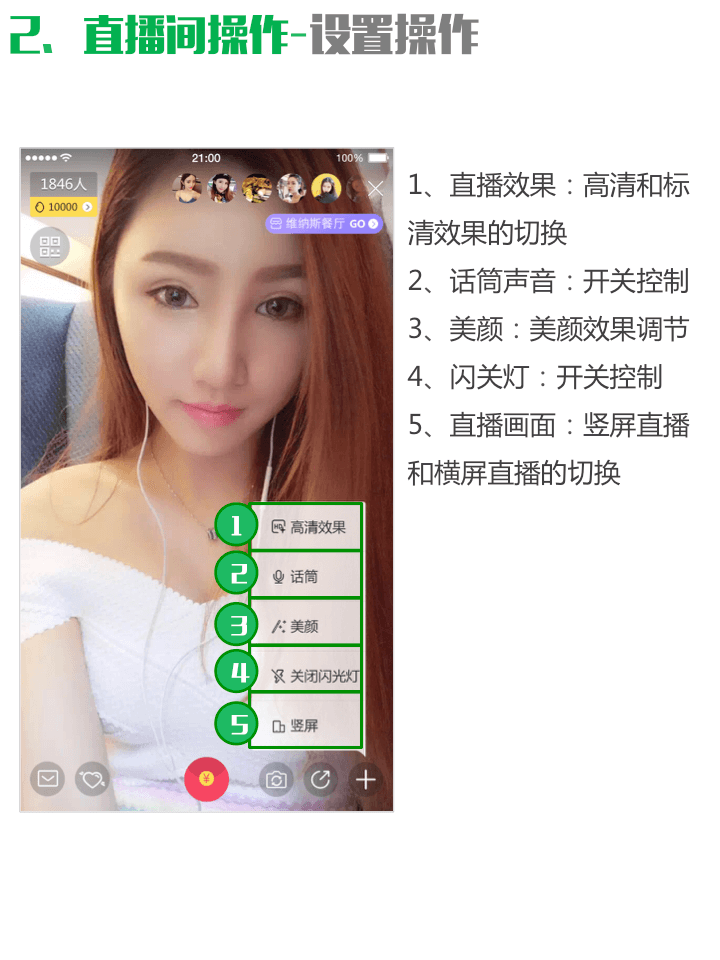 2、直播间操作-设置操作
21:00
100%
1846人
10000
维纳斯餐厅 GO
1、直播效果：高清和标
清效果的切换
2、话筒声音：开关控制
3、美颜：美颜效果调节
4、闪关灯：开关控制
5、直播画面：竖屏直播
和横屏直播的切换
1 HD 高清效果
2 话筒
3 美颜
4 关闭闪光灯
5 竖屏
¥